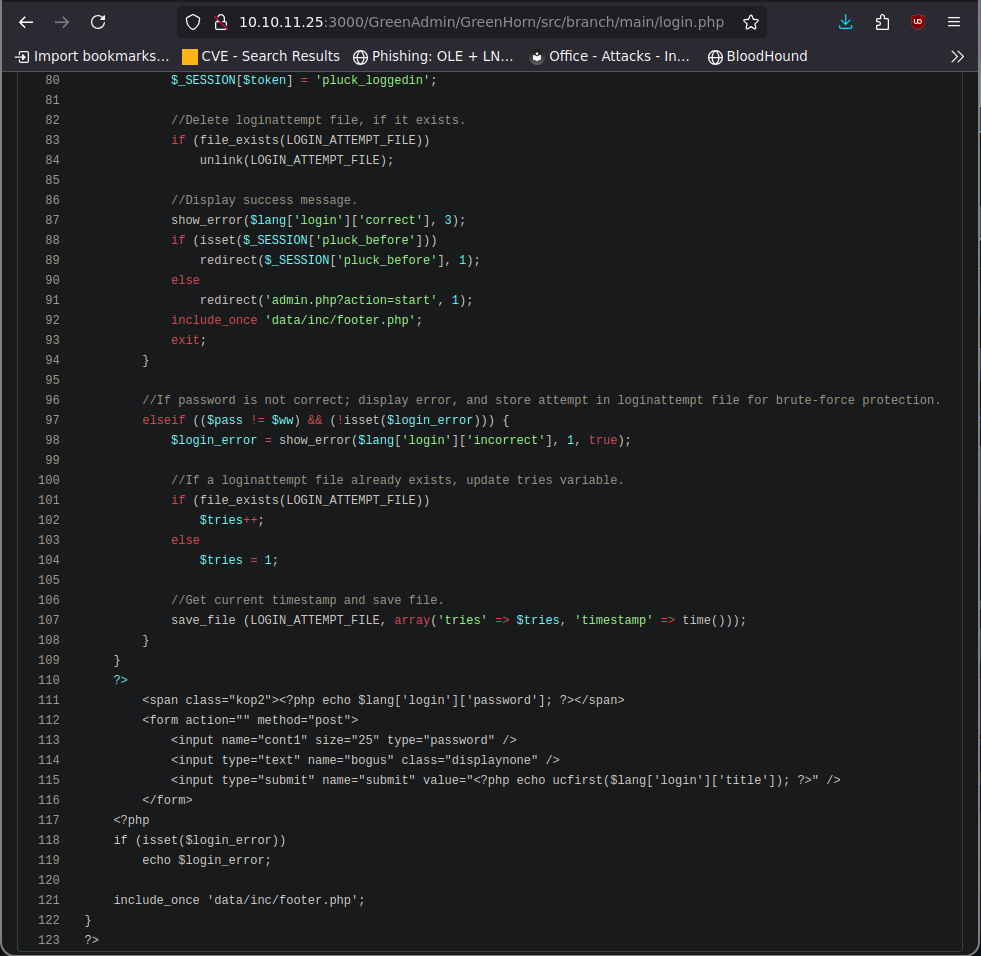 10.10.11.25:3000/GreenAdmin/GreenHorn/src/branch/main/login.php
UD
Import bookmarks... CVE - Search Results Phishing: OLE + LN... Office - Attacks - In... BloodHound
80 $_SESSION[$token] = 'pluck_loggedin';
81
82 //Delete loginattempt file, if it exists.
83 if (file_exists(LOGIN_ATTEMPT_FILE))
84 unlink(LOGIN_ATTEMPT_FILE);
85
86 //Display success message.
87 show_error($lang['login']['correct'], 3);
88 if (isset($_SESSION['pluck_before']))
89 redirect($_SESSION['pluck_before'], 1);
90 else
91 redirect('admin.php?action=start', 1);
92 include_once 'data/inc/footer.php';
93 exit;
94 }
95
96 //If password is not correct; display error, and store attempt in loginattempt file for brute-force protection.
97 elseif (($pass != $ww) && (!isset($login_error))) {
98 $login_error = show_error($lang['login']['incorrect'], 1, true);
99
100 //If a loginattempt file already exists, update tries variable.
101 if (file_exists(LOGIN_ATTEMPT_FILE))
102 $tries++;
103 else
104 $tries = 1;
105
106 //Get current timestamp and save file.
107 save_file (LOGIN_ATTEMPT_FILE, array('tries' => $tries, 'timestamp' => time()));
108 }
109 }
110 ?>
111 <span class="kop2"><?php echo $lang['login']['password']; ?></span>
112 <form action="" method="post">
113 <input name="cont1" size="25" type="password" />
114 <input type="text" name="bogus" class="displaynone" />
115 <input type="submit" name="submit" value="<?php echo ucfirst($lang['login']['title']); ?>" />
116 </form>
117 <?php
118 if (isset($login_error))
119 echo $login_error;
120
121 include_once 'data/inc/footer.php';
122 }
123 ?>